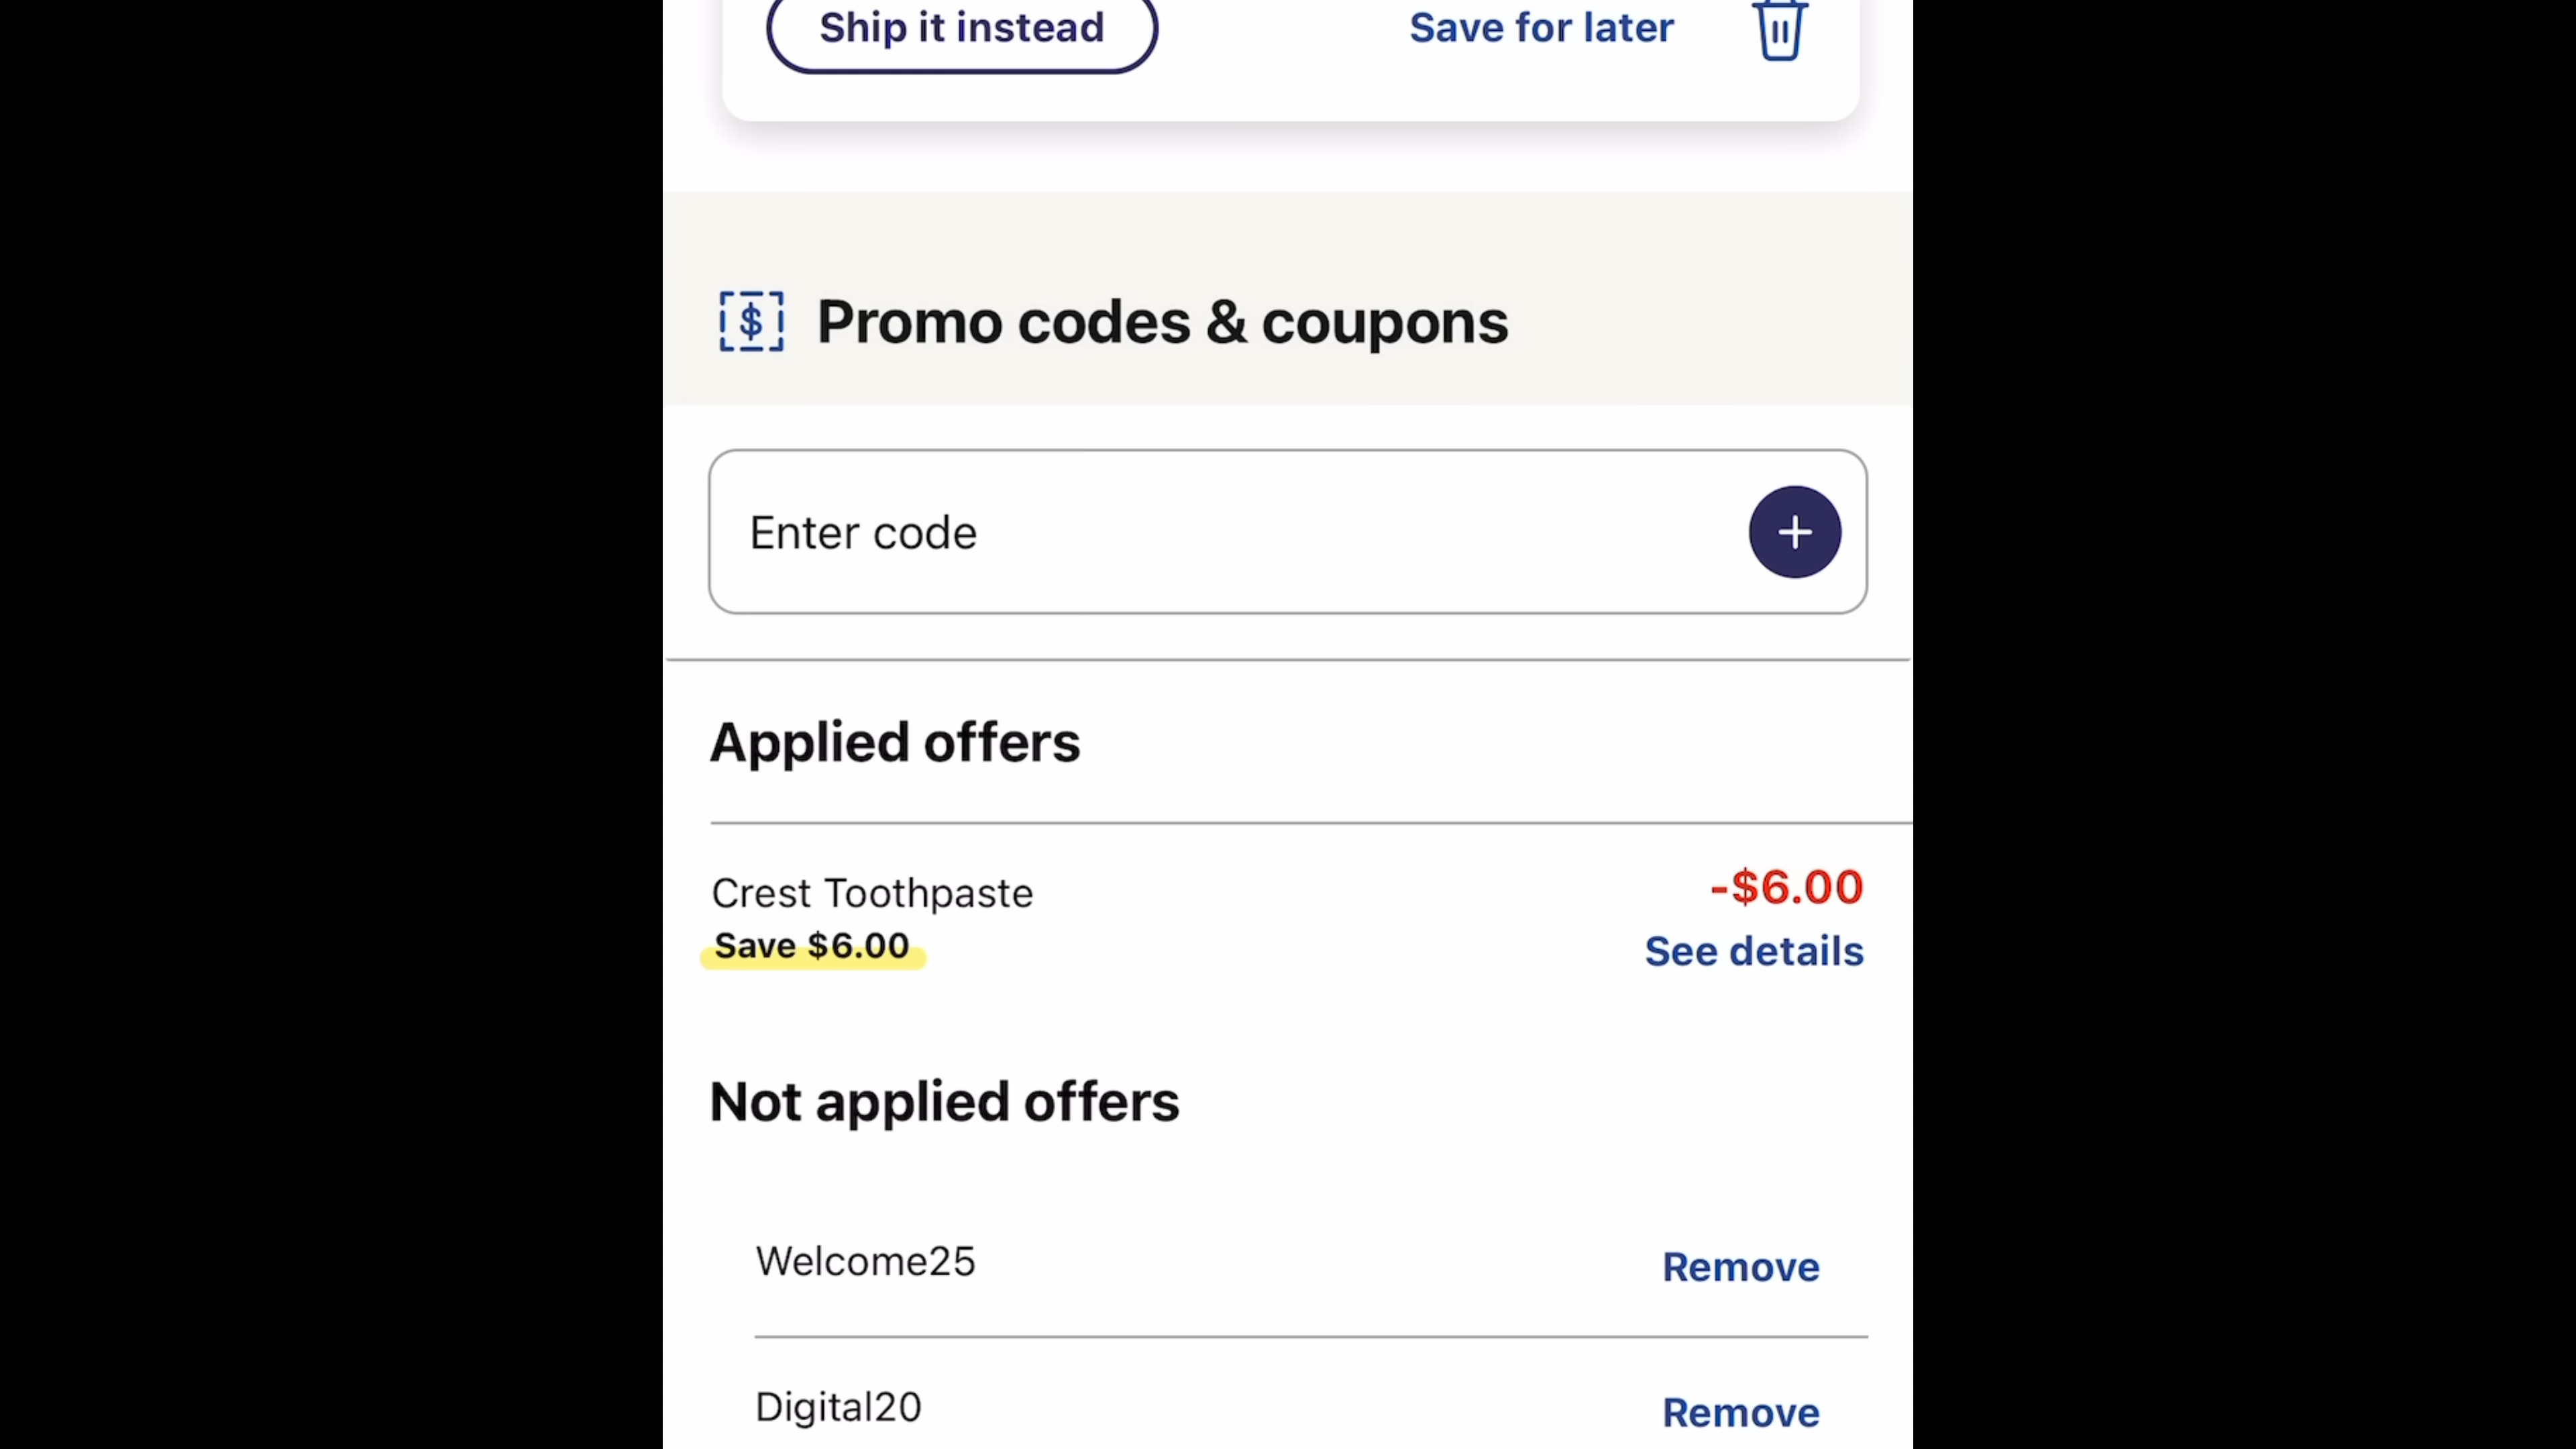 Ship it instead
Save for later
Promo codes & coupons
Enter code
Applied offers
Crest Toothpaste
-$6.00
Save $6.00
See details
Not applied offers
Welcome25
Remove
Digital20
Remove